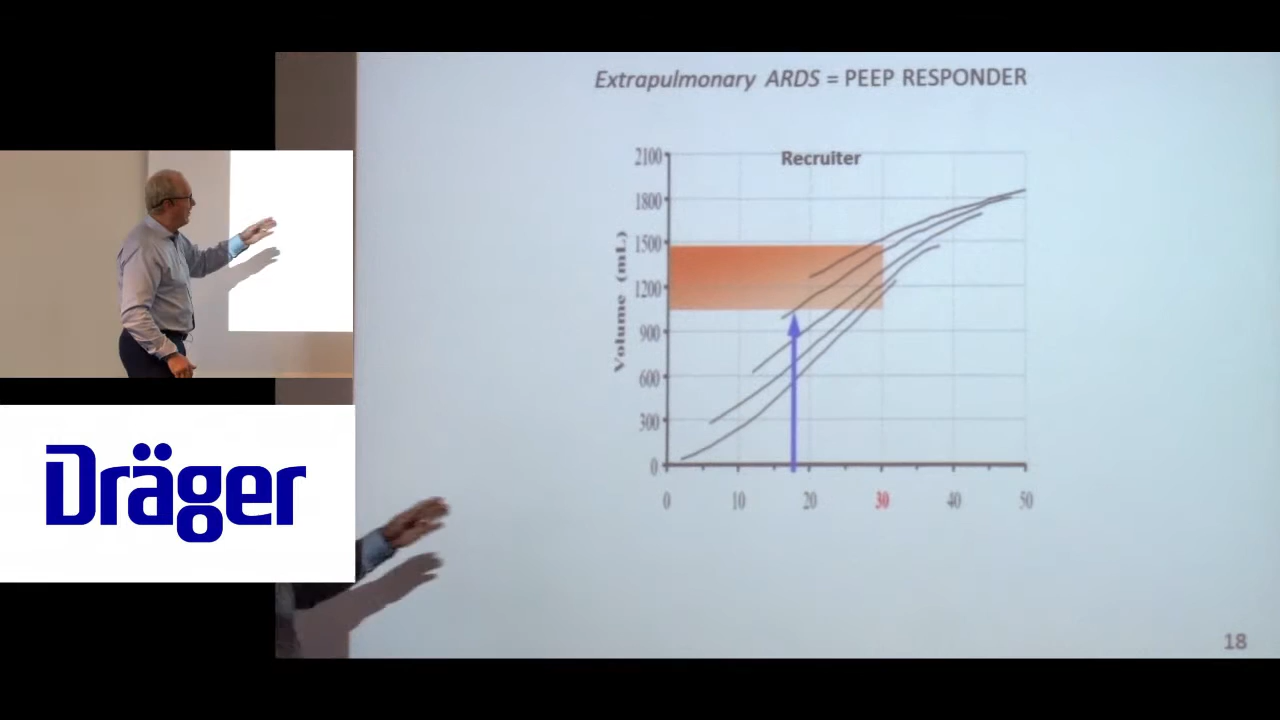 Extrapulmonary ARDS = PEEP RESPONDER
Recruiter
2100
1800
1500
1200
900
600
300
0
Volume (mL)
0 10 20 30 40 50
Dräger
18